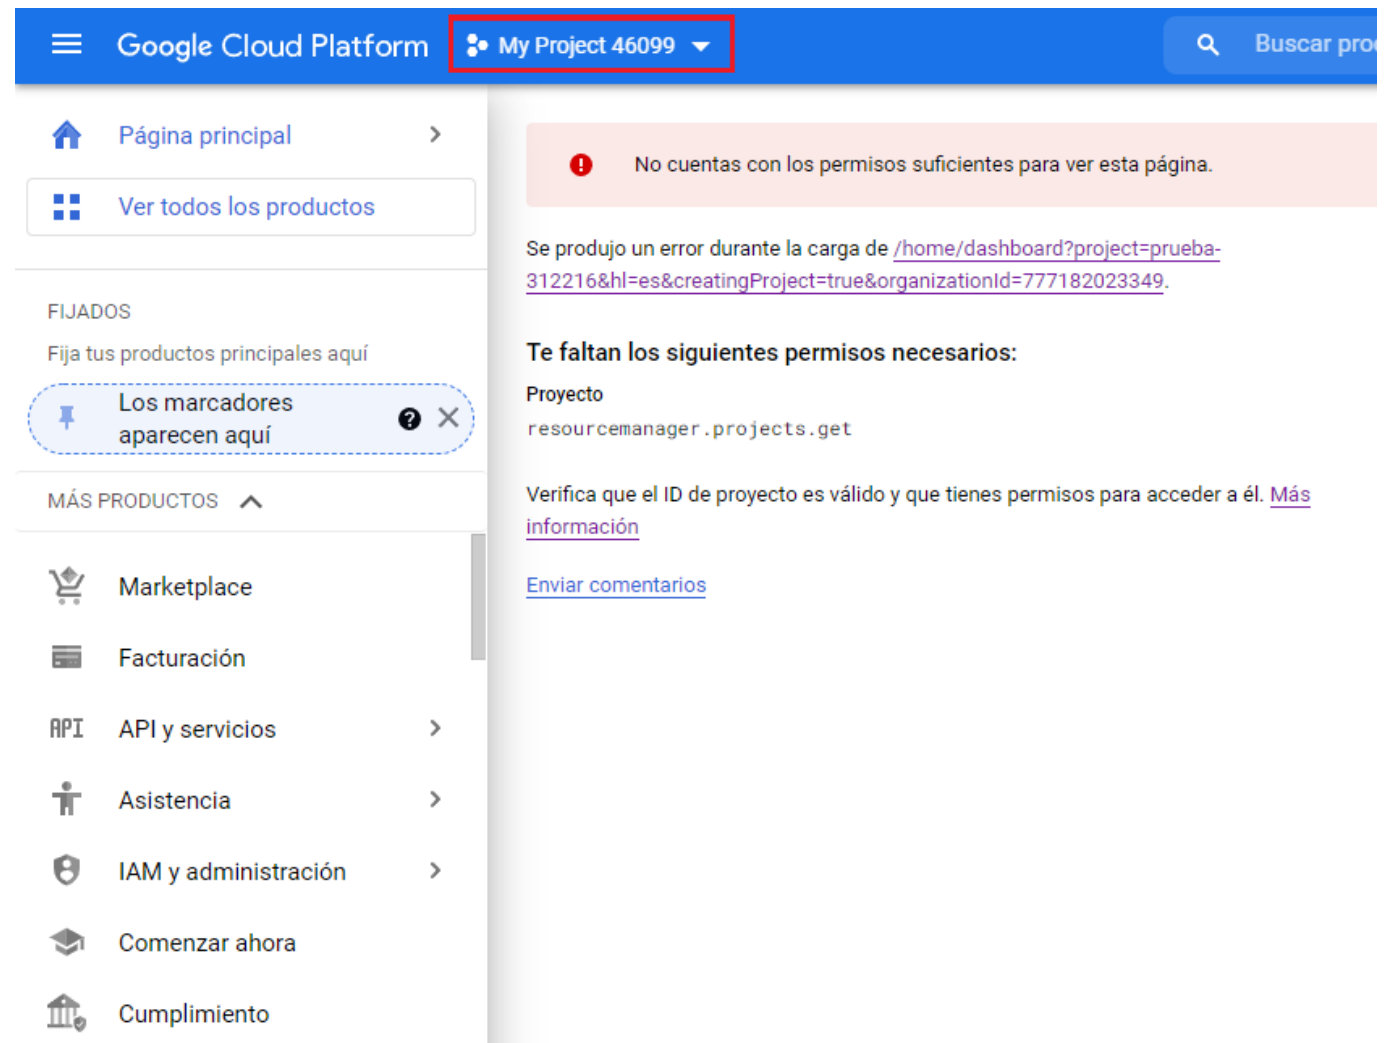 Google Cloud Platform
My Project 46099
Buscar
Página principal
Ver todos los productos
FIJADOS
Fija tus productos principales aquí
Los marcadores
aparecen aquí
MÁS PRODUCTOS
Marketplace
Facturación
API
API y servicios
Asistencia
IAM y administración
Comenzar ahora
Cumplimiento
No cuentas con los permisos suficientes para ver esta página.
Se produjo un error durante la carga de /home/dashboard?project=prueba-
312216&hl=es&creatingProject=true&organizationId=777182023349.
Te faltan los siguientes permisos necesarios:
Proyecto
resourcemanager.projects.get
Verifica que el ID de proyecto es válido y que tienes permisos para acceder a él. Más
información
Enviar comentarios